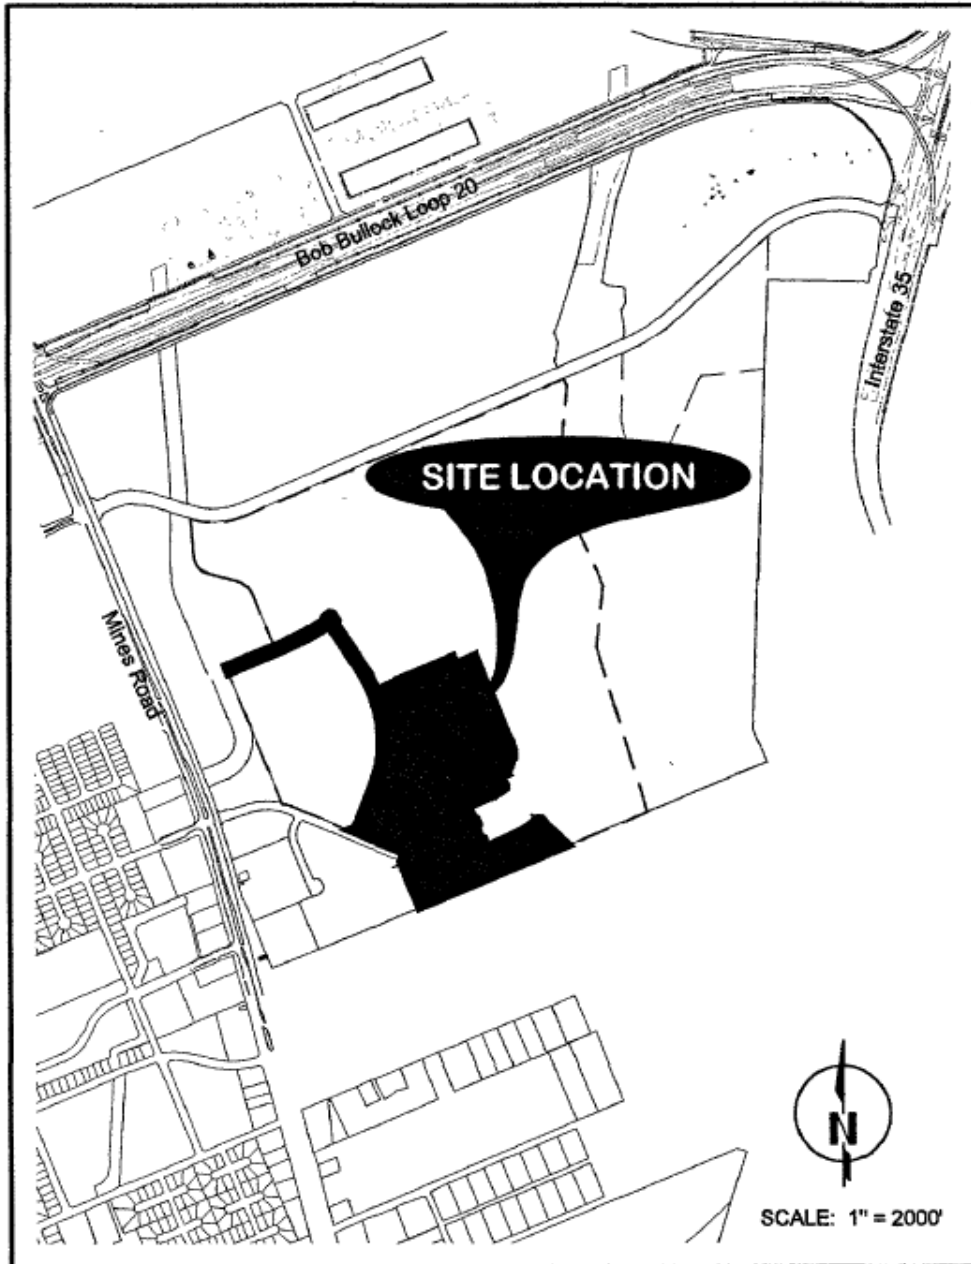 Bob Bullock Loop 20
Interstate 35
SITE LOCATION
Mines Road
N
SCALE: 1" = 2000'